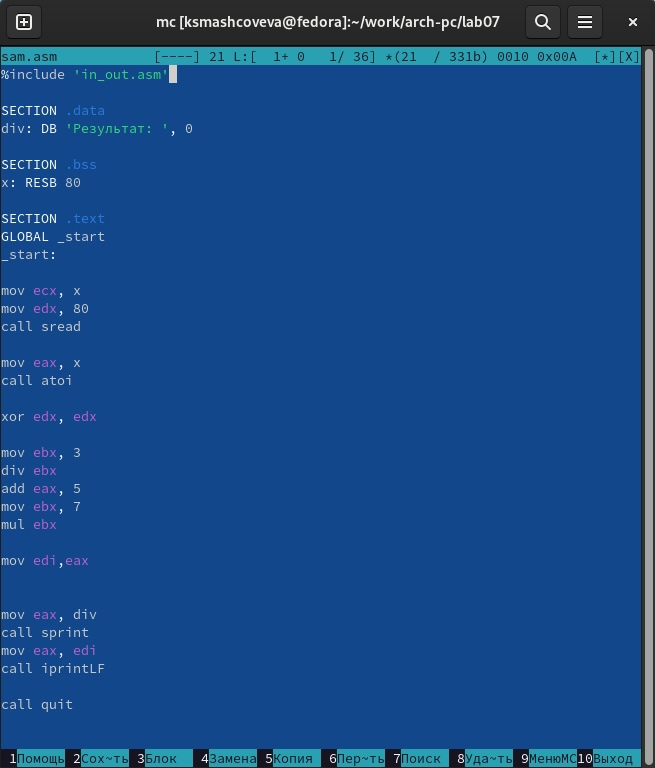 mc [ksmashcoveva@fedora]:~/work/arch-pc/lab07
sam.asm [----] 21 L:[ 1+ 0 1/ 36] *(21 / 331b) 0010 0x00A [*][X]
%include 'in_out.asm'

SECTION .data
div: DB 'Результат: ', 0

SECTION .bss
x: RESB 80

SECTION .text
GLOBAL _start
_start:

mov ecx, x
mov edx, 80
call sread

mov eax, x
call atoi

xor edx, edx

mov ebx, 3
div ebx
add eax, 5
mov ebx, 7
mul ebx

mov edi,eax

mov eax, div
call sprint
mov eax, edi
call iprintLF

call quit

1Помощь 2Сох~ть 3Блок 4Замена 5Копия 6Пер~ть 7Поиск 8Уда~ть 9МенюMC 10Выход